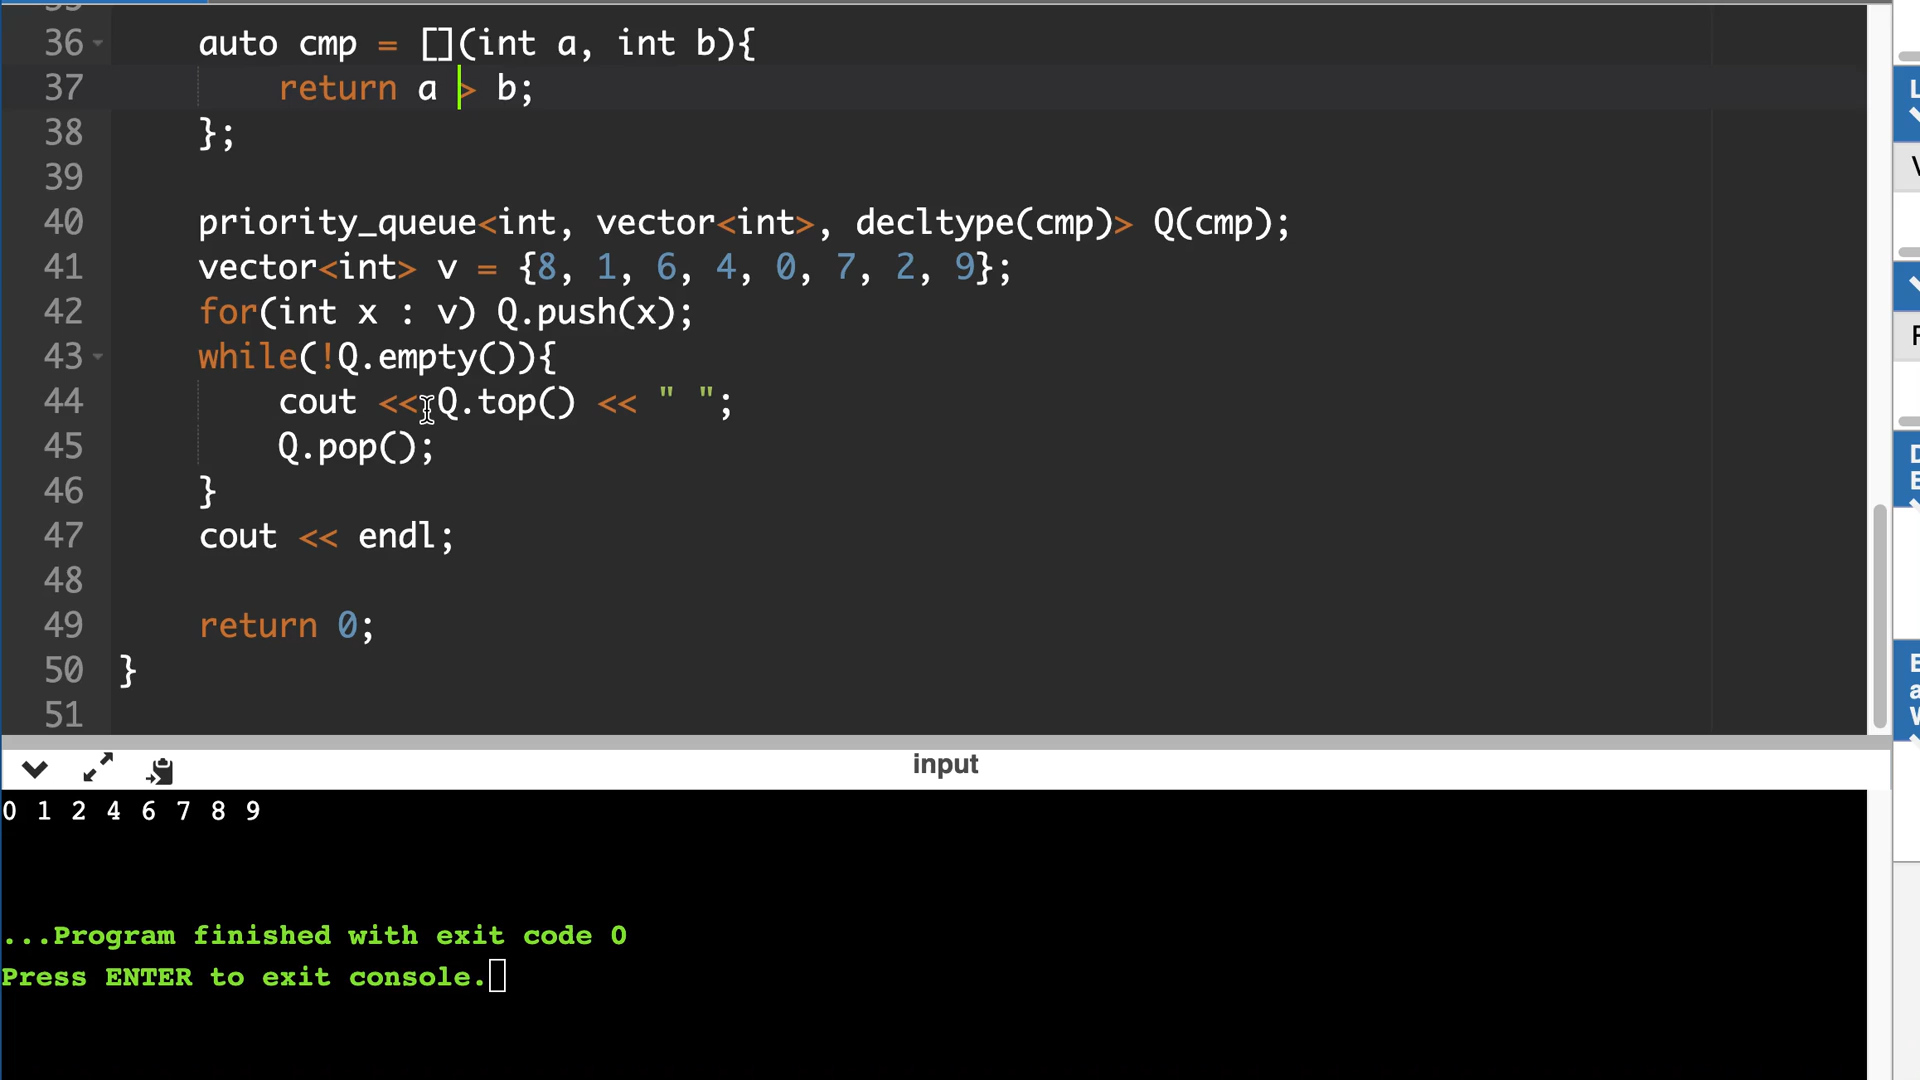 36 auto cmp = [](int a, int b){
37 return a > b;
38 };
39
40 priority_queue<int, vector<int>, decltype(cmp)> Q(cmp);
41 vector<int> v = {8, 1, 6, 4, 0, 7, 2, 9};
42 for(int x : v) Q.push(x);
43 while(!Q.empty()){
44 cout << Q.top() << " ";
45 Q.pop();
46 }
47 cout << endl;
48
49 return 0;
50 }
51
input
0 1 2 4 6 7 8 9
...Program finished with exit code 0
Press ENTER to exit console.